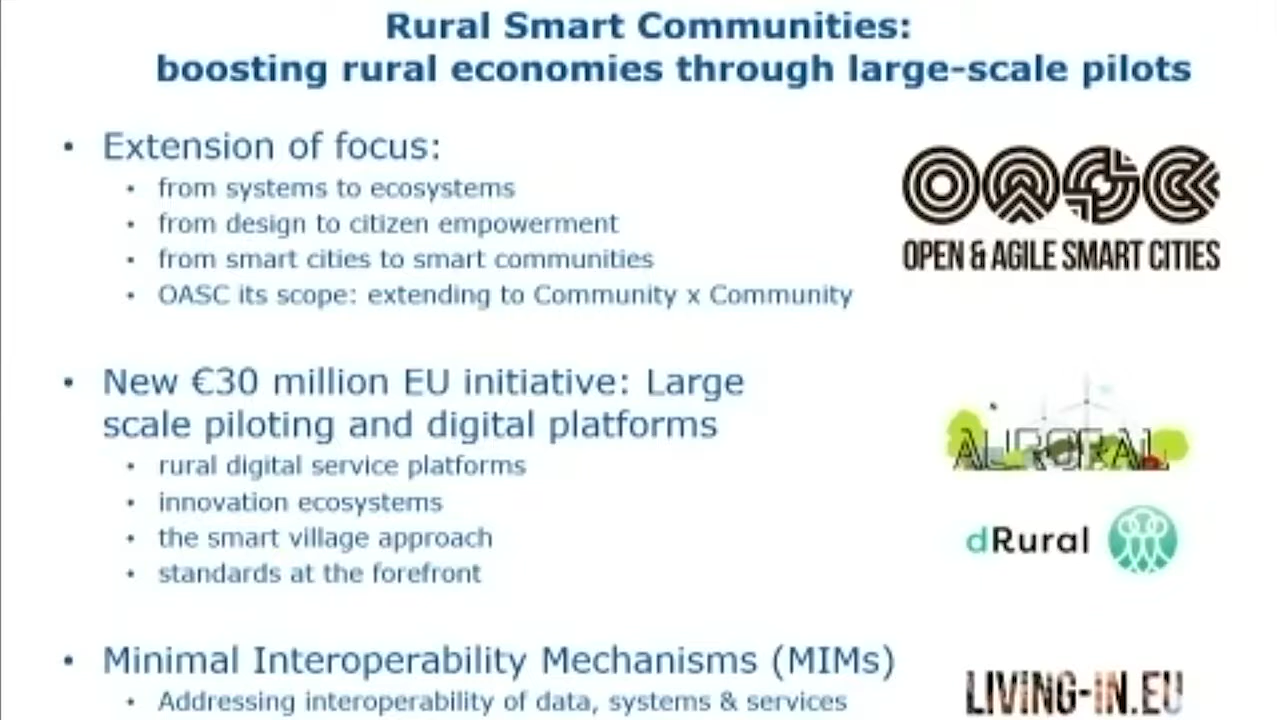 Rural Smart Communities:
boosting rural economies through large-scale pilots
• Extension of focus:
• from systems to ecosystems
• from design to citizen empowerment
• from smart cities to smart communities
• OASC its scope: extending to Community x Community
OASC
OPEN & AGILE SMART CITIES
• New €30 million EU initiative: Large
scale piloting and digital platforms
• rural digital service platforms
• innovation ecosystems
• the smart village approach
• standards at the forefront
AURORAL
dRural
• Minimal Interoperability Mechanisms (MIMs)
• Addressing interoperability of data, systems & services
LIVING-IN.EU